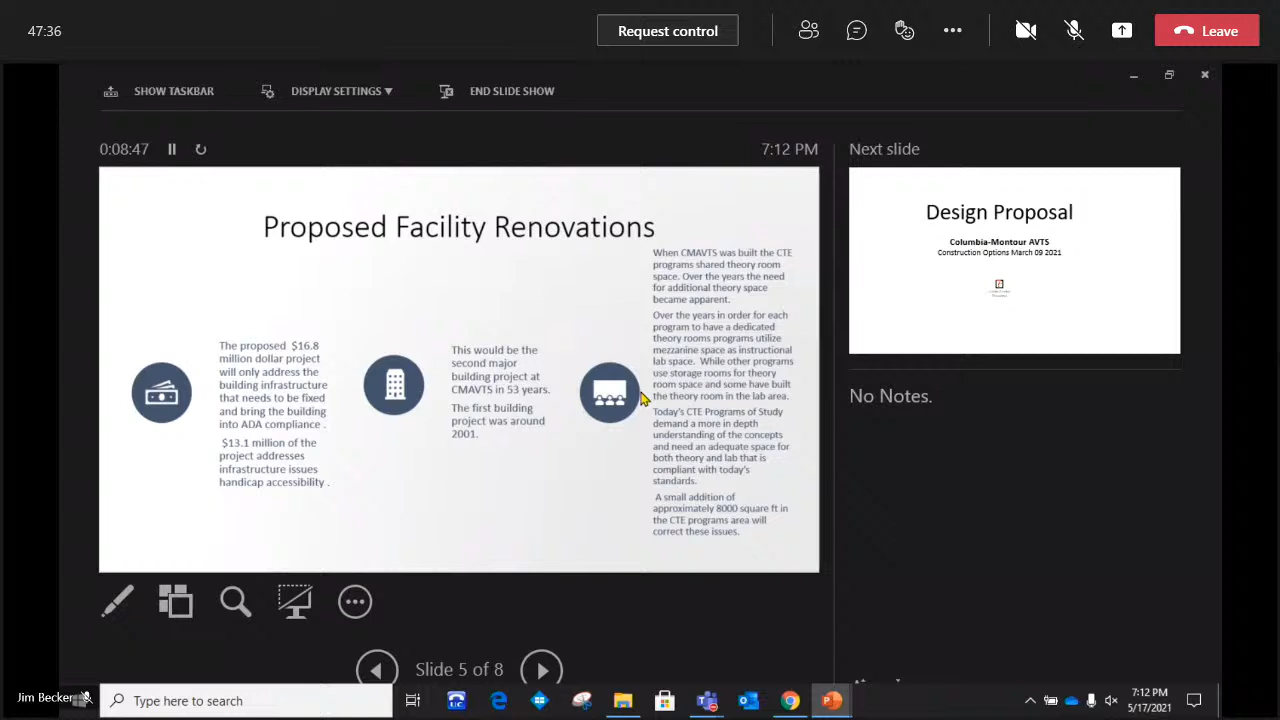 47:36
Request control
Leave
SHOW TASKBAR
DISPLAY SETTINGS ▼
END SLIDE SHOW
0:08:47
7:12 PM
Proposed Facility Renovations
The proposed $16.8
million dollar project
will only address the
building infrastructure
that needs to be fixed
and bring the building
into ADA compliance .
$13.1 million of the
project addresses
infrastructure issues
handicap accessibility .
This would be the
second major
building project at
CMAVTS in 53 years.
The first building
project was around
2001.
When CMAVTS was built the CTE
programs shared theory room
space. Over the years the need
for additional theory space
became apparent.
Over the years in order for each
program to have a dedicated
theory rooms programs utilize
mezzanine space as instructional
lab space. While other programs
use storage rooms for theory
room space and some have built
the theory room in the lab area.
Today's CTE Programs of Study
demand a more in depth
understanding of the concepts
and need an adequate space for
both theory and lab that is
compliant with today's
standards.
A small addition of
approximately 8000 square ft in
the CTE programs area will
correct these issues.
Next slide
Design Proposal
Columbia-Montour AVTS
Construction Options March 09 2021
No Notes.
Slide 5 of 8
Jim Becker
Type here to search
7:12 PM
5/17/2021